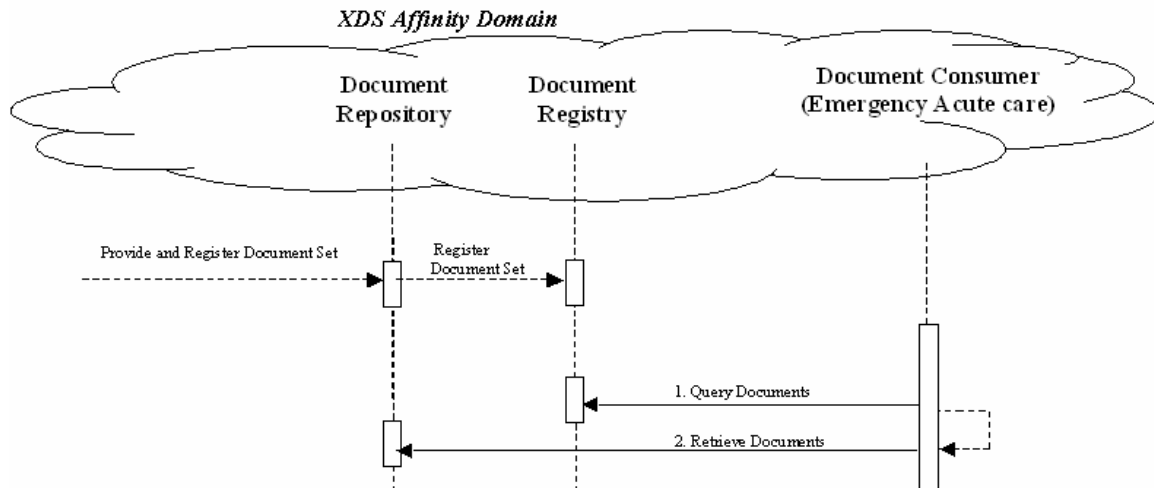 XDS Affinity Domain
Document
Repository
Document
Registry
Document Consumer
(Emergency Acute care)
Provide and Register Document Set
Register
Document Set
1. Query Documents
2. Retrieve Documents